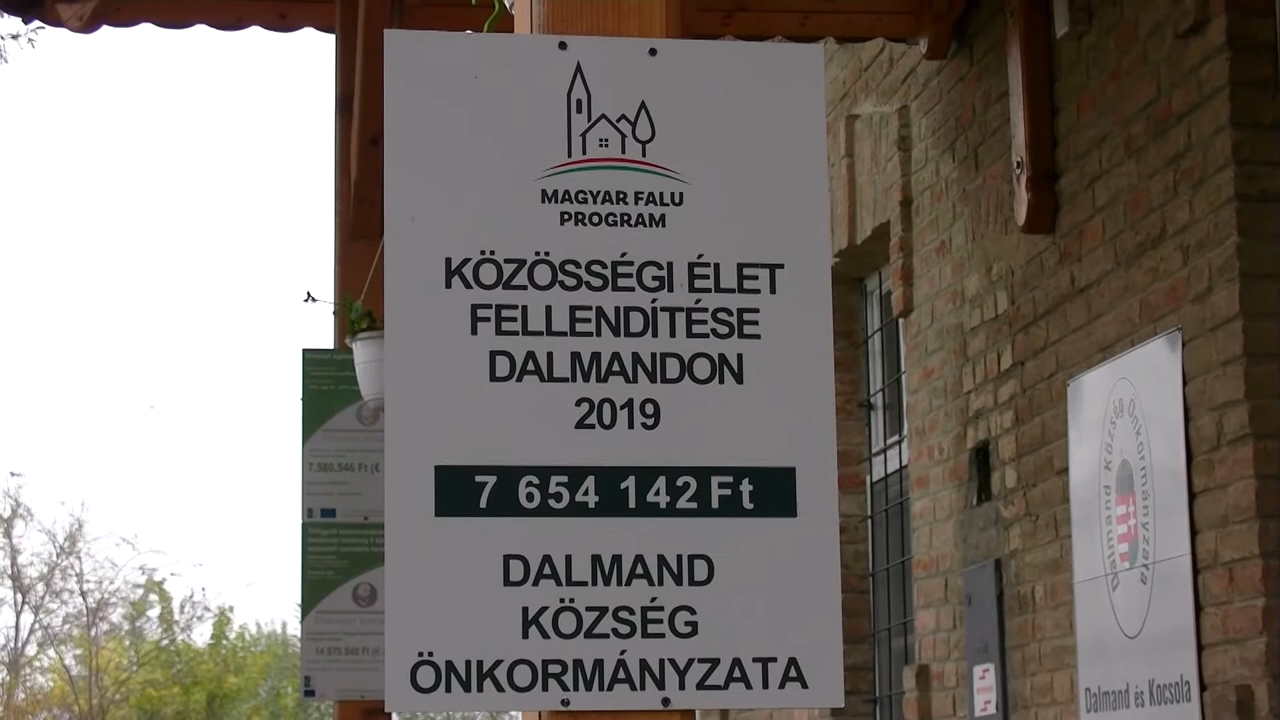 MAGYAR FALU
PROGRAM
KÖZÖSSÉGI ÉLET
FELLENDÍTÉSE
DALMANDON
2019
7 654 142 Ft
DALMAND
KÖZSÉG
ÖNKORMÁNYZATA
7.580.546 Ft (€
14.975.848 Ft (€
Dalmand Község Önkormányzata
Dalmand és Kocsola